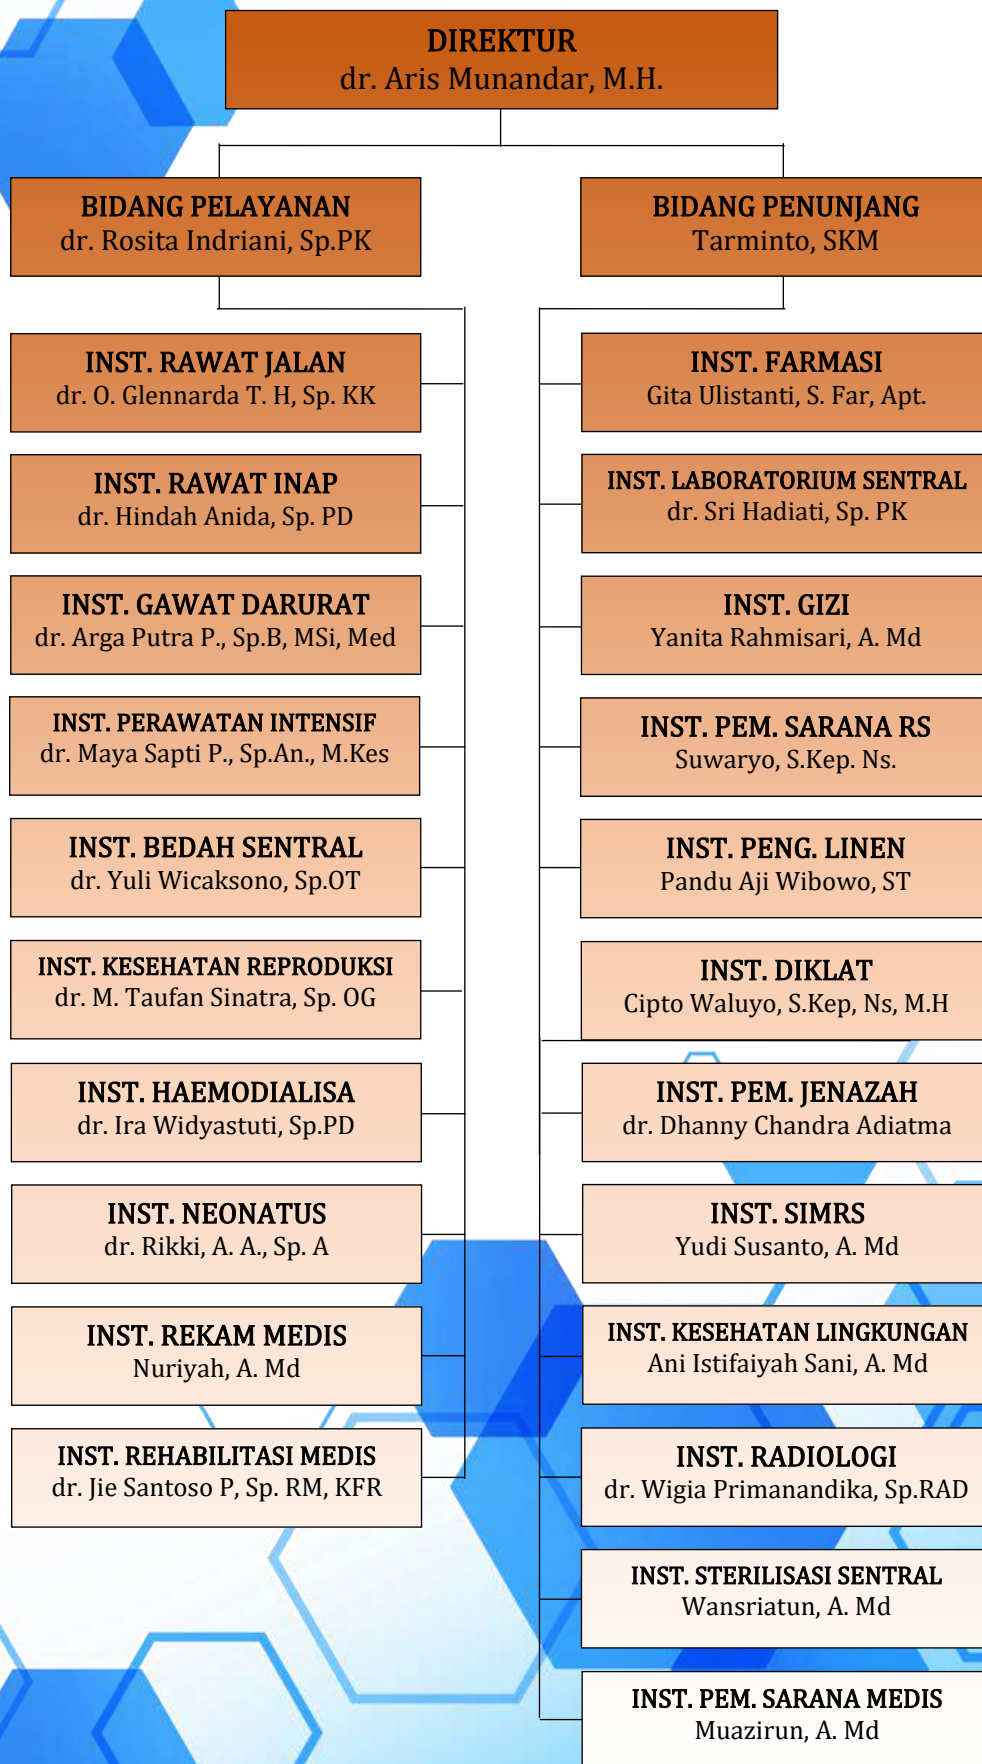 DIREKTUR
dr. Aris Munandar, M.H.
BIDANG PELAYANAN
dr. Rosita Indriani, Sp.PK
BIDANG PENUNJANG
Tarminto, SKM
INST. RAWAT JALAN
dr. O. Glennarda T. H, Sp. KK
INST. RAWAT INAP
dr. Hindah Anida, Sp. PD
INST. GAWAT DARURAT
dr. Arga Putra P., Sp.B, MSi, Med
INST. PERAWATAN INTENSIF
dr. Maya Sapti P., Sp.An., M.Kes
INST. BEDAH SENTRAL
dr. Yuli Wicaksono, Sp.OT
INST. KESEHATAN REPRODUKSI
dr. M. Taufan Sinatra, Sp. OG
INST. HAEMODIALISA
dr. Ira Widyastuti, Sp.PD
INST. NEONATUS
dr. Rikki, A. A., Sp. A
INST. REKAM MEDIS
Nuriyah, A. Md
INST. REHABILITASI MEDIS
dr. Jie Santoso P, Sp. RM, KFR
INST. FARMASI
Gita Ulistanti, S. Far, Apt.
INST. LABORATORIUM SENTRAL
dr. Sri Hadiati, Sp. PK
INST. GIZI
Yanita Rahmisari, A. Md
INST. PEM. SARANA RS
Suwaryo, S.Kep. Ns.
INST. PENG. LINEN
Pandu Aji Wibowo, ST
INST. DIKLAT
Cipto Waluyo, S.Kep, Ns, M.H
INST. PEM. JENAZAH
dr. Dhanny Chandra Adiatma
INST. SIMRS
Yudi Susanto, A. Md
INST. KESEHATAN LINGKUNGAN
Ani Istifaiyah Sani, A. Md
INST. RADIOLOGI
dr. Wigia Primanandika, Sp.RAD
INST. STERILISASI SENTRAL
Wansriatun, A. Md
INST. PEM. SARANA MEDIS
Muazirun, A. Md